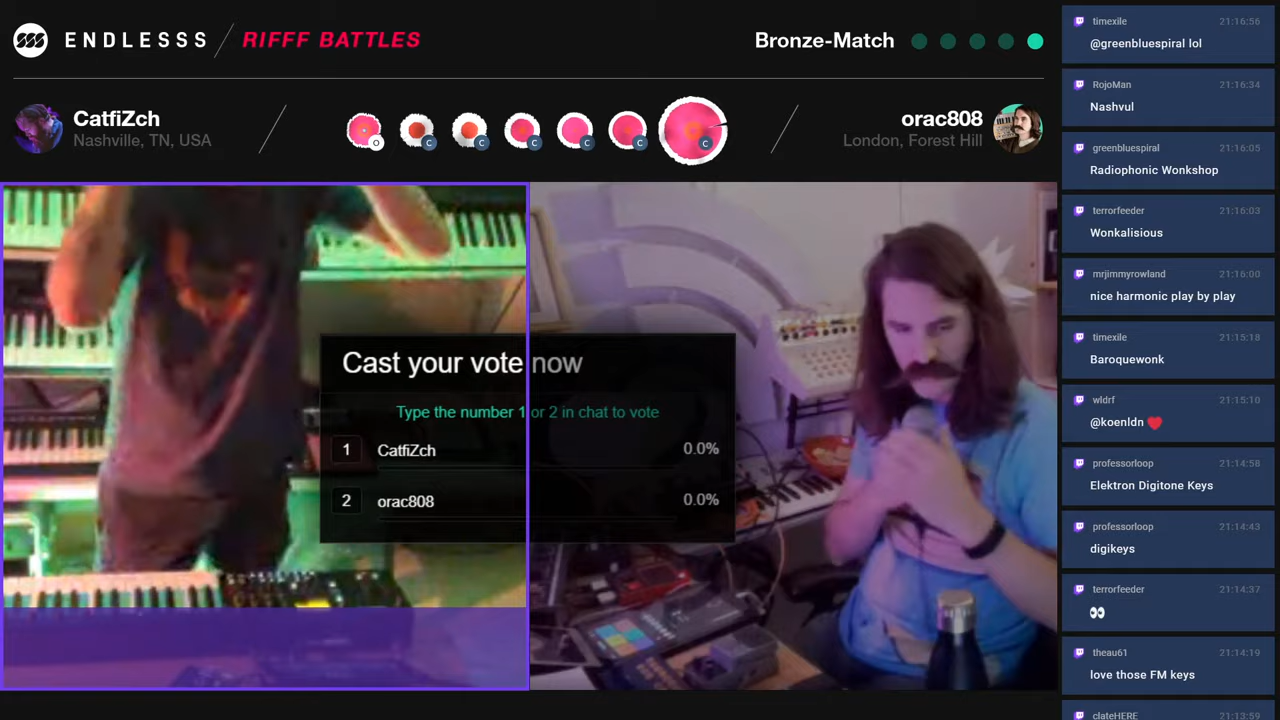 ENDLESSS
RIFFF BATTLES
Bronze-Match
CatfiZch
Nashville, TN, USA
O
C
C
C
C
C
C
orac808
London, Forest Hill
Cast your vote now
Type the number 1 or 2 in chat to vote
1 CatfiZch 0.0%
2 orac808 0.0%
timexile 21:16:56
@greenbluespiral lol
RojoMan 21:16:34
Nashvul
greenbluespiral 21:16:05
Radiophonic Wonkshop
terrorfeeder 21:16:03
Wonkalisious
mrjimmyrowland 21:16:00
nice harmonic play by play
timexile 21:15:18
Baroquewonk
wldrf 21:15:10
@koenldn ❤️
professorloop 21:14:58
Elektron Digitone Keys
professorloop 21:14:43
digikeys
terrorfeeder 21:14:37
👀
theau61 21:14:19
love those FM keys
clateHERE 21:13:59